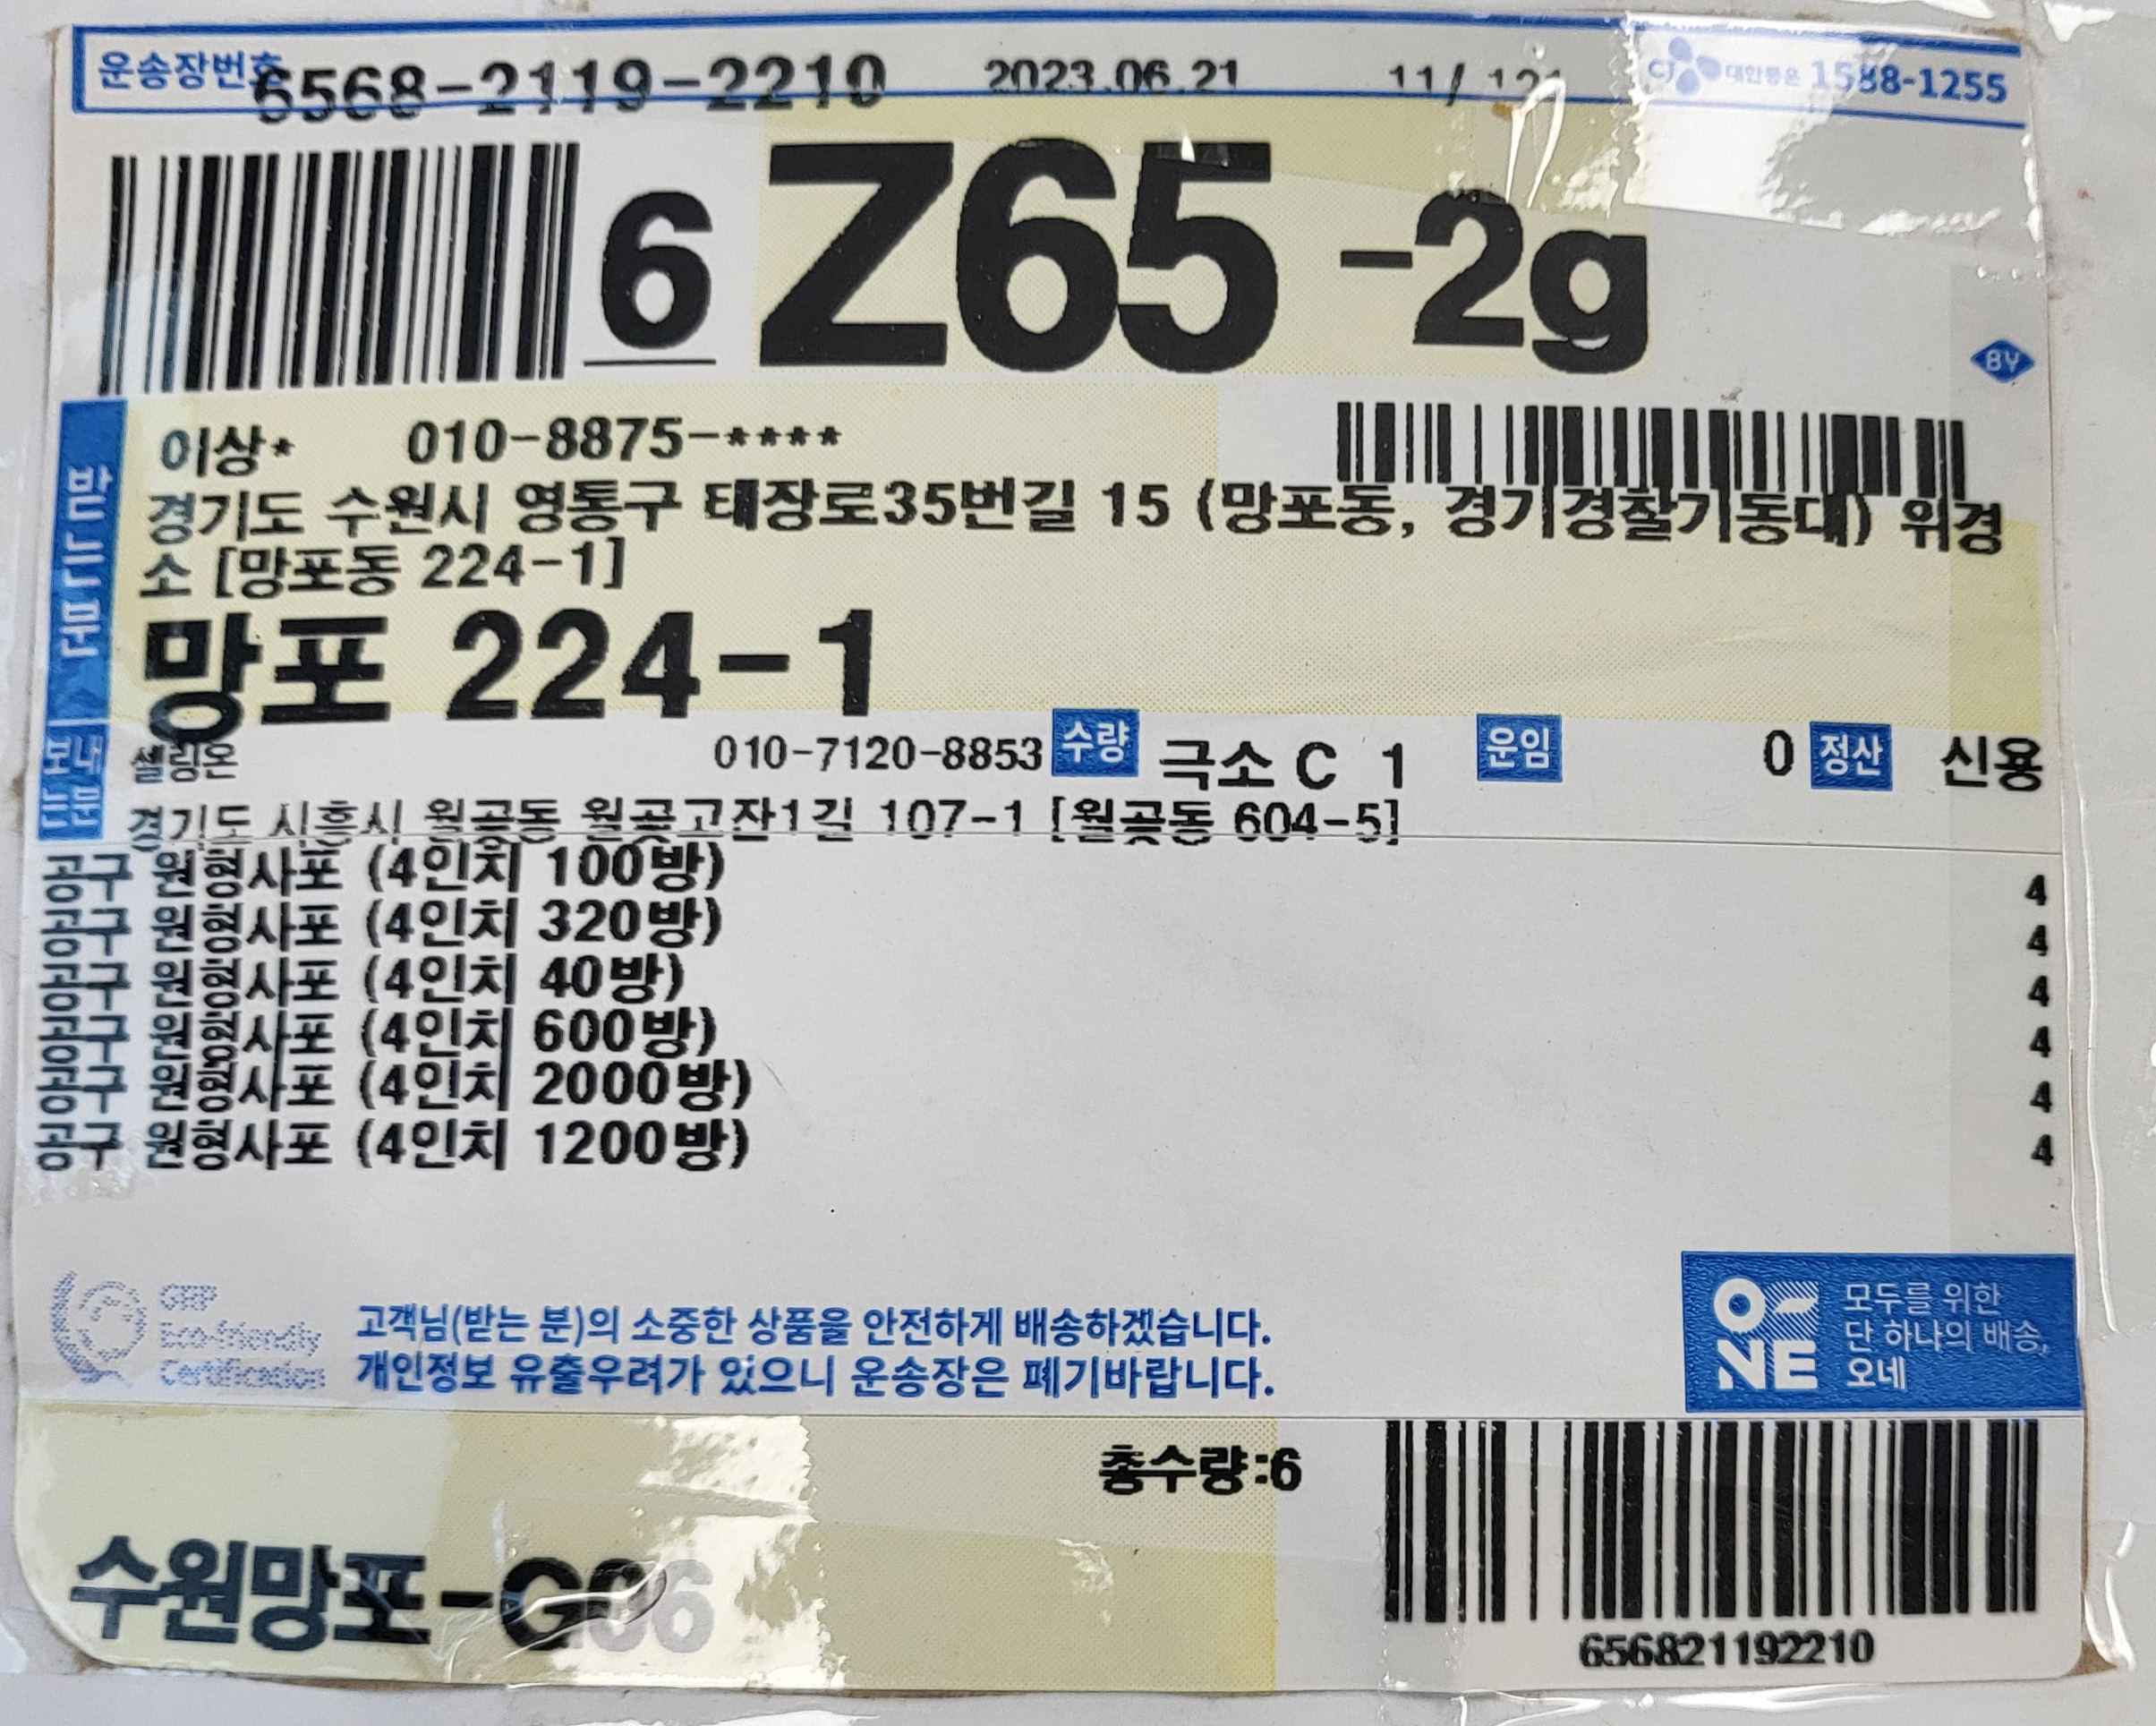 운송장번호 6568-2119-2210 2023.06.21 11/ 121 CJ 대한통운 1588-1255
6 Z65 -2g
BY
받는분
이상* 010-8875-****
경기도 수원시 영통구 태장로35번길 15 (망포동, 경기경찰기동대) 위경
소 [망포동 224-1]
망포 224-1
보내는분
셀링온 010-7120-8853 수량 극소 C 1 운임 0 정산 신용
경기도 시흥시 월곶동 월곶고잔1길 107-1 [월곶동 604-5]
공구 원형사포 (4인치 100방) 4
공구 원형사포 (4인치 320방) 4
공구 원형사포 (4인치 40방) 4
공구 원형사포 (4인치 600방) 4
공구 원형사포 (4인치 2000방) 4
공구 원형사포 (4인치 1200방) 4
GRP
Eco-friendly
Certification
고객님(받는 분)의 소중한 상품을 안전하게 배송하겠습니다.
개인정보 유출우려가 있으니 운송장은 폐기바랍니다.
ONE
모두를 위한
단 하나의 배송,
오네
총수량:6
수원망포-G06
656821192210